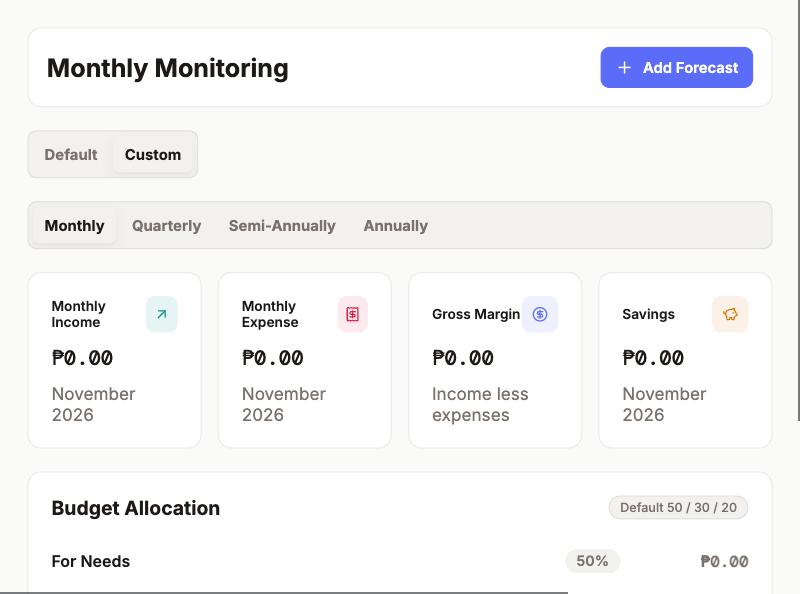 Monthly Monitoring
Add Forecast
Default Custom
Monthly Quarterly Semi-Annually Annually
Monthly
Income
₱0.00
November
2026
Monthly
Expense
₱0.00
November
2026
Gross Margin
₱0.00
Income less
expenses
Savings
₱0.00
November
2026
Budget Allocation
Default 50 / 30 / 20
For Needs 50% ₱0.00